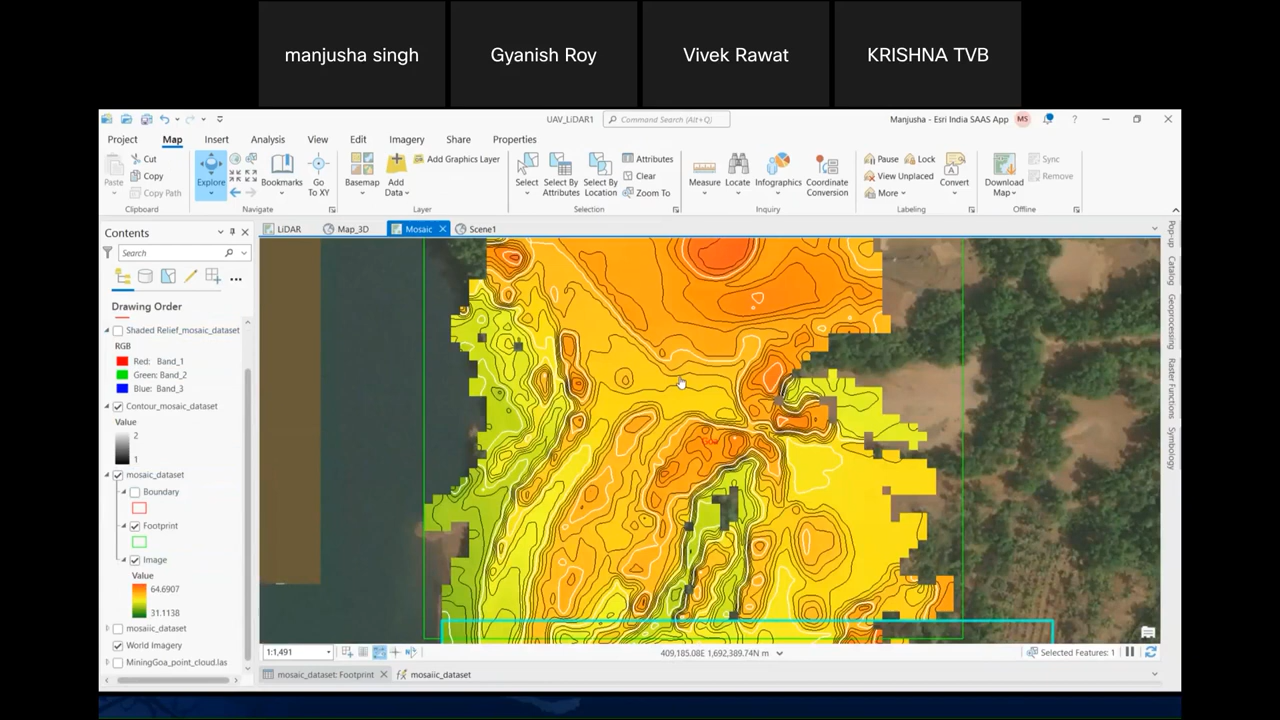 manjusha singh
Gyanish Roy
Vivek Rawat
KRISHNA TVB
UAV_LiDAR1
Command Search (Alt+Q)
Manjusha - Esri India SAAS App
MS
?
Project
Map
Insert
Analysis
View
Edit
Imagery
Share
Properties
Paste
Cut
Copy
Copy Path
Clipboard
Explore
Bookmarks
Go
To XY
Navigate
Basemap
Add
Data
Add Graphics Layer
Layer
Select
Select By
Attributes
Select By
Location
Attributes
Clear
Zoom To
Selection
Measure
Locate
Infographics
Coordinate
Conversion
Inquiry
Pause
Lock
View Unplaced
More
Convert
Labeling
Download
Map
Sync
Remove
Offline
Contents
LiDAR
Map_3D
Mosaic
Scene1
Search
Drawing Order
Shaded Relief_mosaic_dataset
RGB
Red: Band_1
Green: Band_2
Blue: Band_3
Contour_mosaic_dataset
Value
2
1
mosaic_dataset
Boundary
Footprint
Image
Value
64.6907
31.1138
mosaiic_dataset
World Imagery
MiningGoa_point_cloud.las
Goa
Pop-up
Catalog
Geoprocessing
Raster Functions
Symbology
1:1,491
409,185.08E 1,692,389.74N m
Selected Features: 1
mosaic_dataset: Footprint
mosaiic_dataset